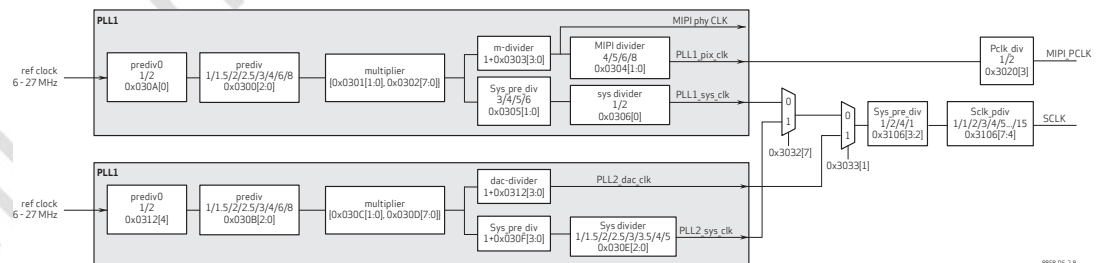 PLL1
MIPI phy CLK
ref clock
6 - 27 MHz
prediv0
1/2
0x030A[0]
prediv
1/1.5/2/2.5/3/4/6/8
0x0300[2:0]
multiplier
{0x0301[1:0], 0x0302[7:0]}
m-divider
1+0x0303[3:0]
MIPI divider
4/5/6/8
0x0304[1:0]
PLL1_pix_clk
Pclk_div
1/2
0x3020[3]
MIPI_PCLK
Sys_pre_div
3/4/5/6
0x0305[1:0]
sys divider
1/2
0x0306[0]
PLL1_sys_clk
0
1
0x3032[7]
0
1
0x3033[1]
Sys_pre_div
1/2/4/1
0x3106[3:2]
Sclk_pdiv
1/1/2/3/4/5.../15
0x3106[7:4]
SCLK
PLL1
ref clock
6 - 27 MHz
prediv0
1/2
0x0312[4]
prediv
1/1.5/2/2.5/3/4/6/8
0x030B[2:0]
multiplier
{0x030C[1:0], 0x030D[7:0]}
dac-divider
1+0x0312[3:0]
PLL2_dac_clk
Sys_pre_div
1+0x030F[3:0]
Sys divider
1/1.5/2/2.5/3/3.5/4/5
0x030E[2:0]
PLL2_sys_clk
8858_DS_2_8